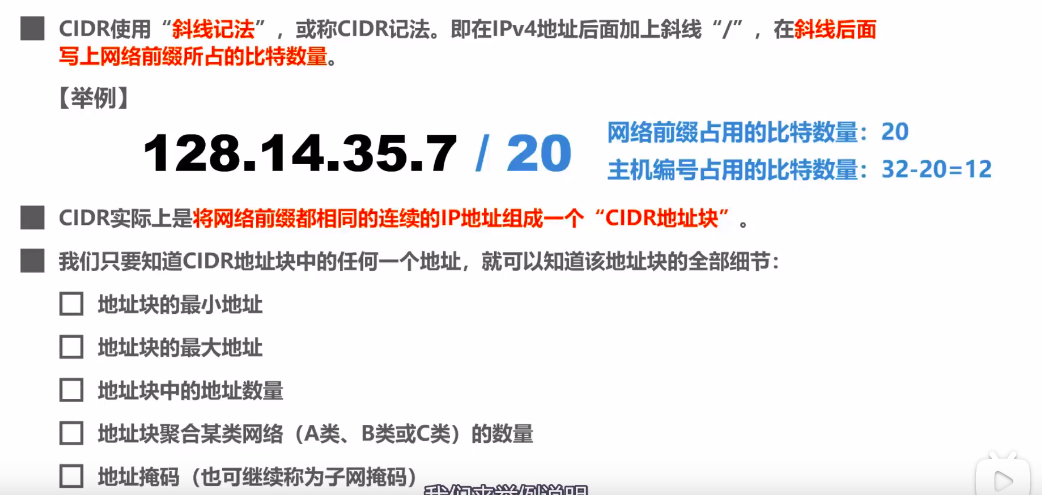 CIDR使用“斜线记法”，或称CIDR记法。即在IPv4地址后面加上斜线“/”，在斜线后面
写上网络前缀所占的比特数量。
【举例】
128.14.35.7 / 20
网络前缀占用的比特数量：20
主机编号占用的比特数量：32-20=12
CIDR实际上是将网络前缀都相同的连续的IP地址组成一个“CIDR地址块”。
我们只要知道CIDR地址块中的任何一个地址，就可以知道该地址块的全部细节：
地址块的最小地址
地址块的最大地址
地址块中的地址数量
地址块聚合某类网络（A类、B类或C类）的数量
地址掩码（也可继续称为子网掩码）
我们来举例说明